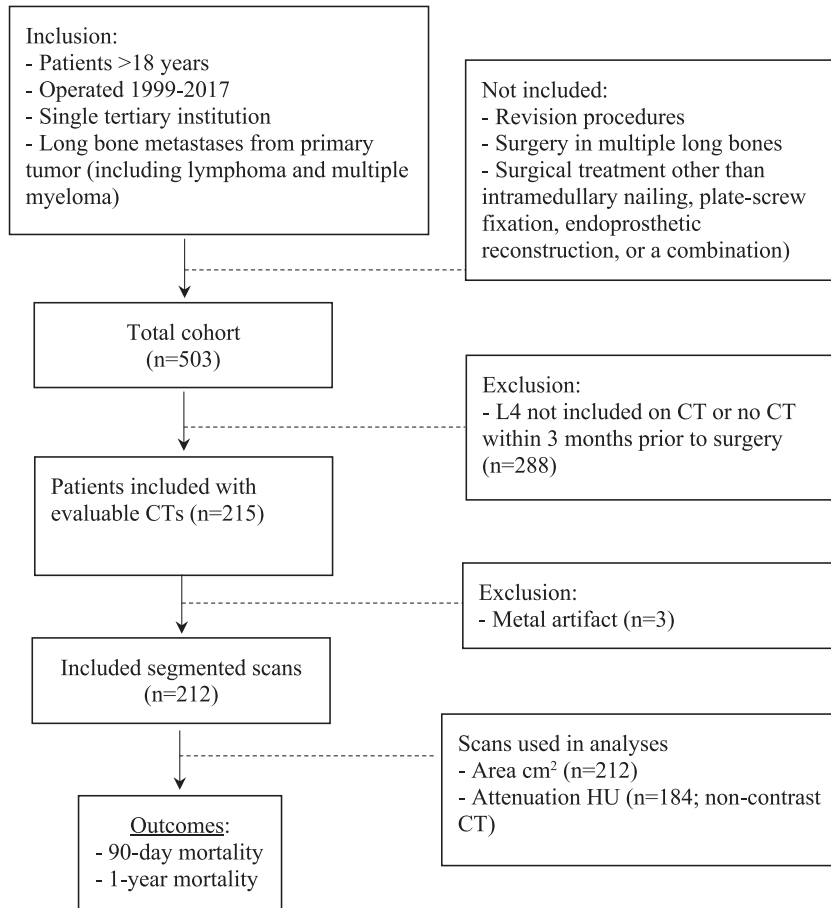 Inclusion:
- Patients >18 years
- Operated 1999-2017
- Single tertiary institution
- Long bone metastases from primary
tumor (including lymphoma and multiple
myeloma)
Not included:
- Revision procedures
- Surgery in multiple long bones
- Surgical treatment other than
intramedullary nailing, plate-screw
fixation, endoprosthetic
reconstruction, or a combination)
Total cohort
(n=503)
Exclusion:
- L4 not included on CT or no CT
within 3 months prior to surgery
(n=288)
Patients included with
evaluable CTs (n=215)
Exclusion:
- Metal artifact (n=3)
Included segmented scans
(n=212)
Scans used in analyses
- Area cm² (n=212)
- Attenuation HU (n=184; non-contrast
CT)
Outcomes:
- 90-day mortality
- 1-year mortality